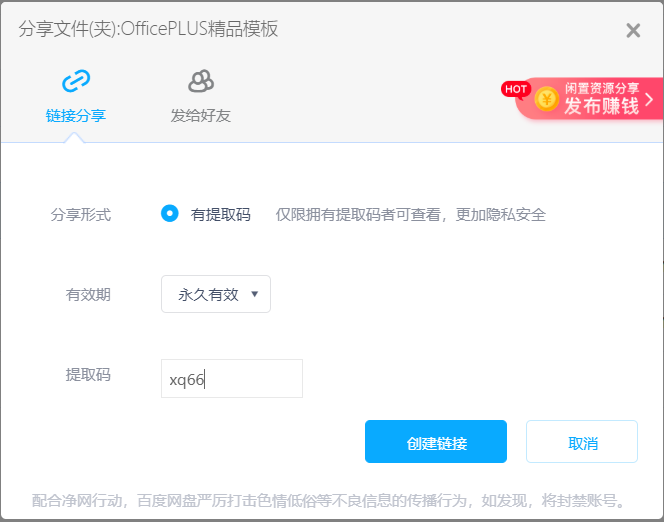 分享文件(夹):OfficePLUS精品模板
链接分享
发给好友
HOT
闲置资源分享
发布赚钱
分享形式
有提取码
仅限拥有提取码者可查看，更加隐私安全
有效期
永久有效
提取码
xq66
创建链接
取消
配合净网行动，百度网盘严厉打击色情低俗等不良信息的传播行为，如发现，将封禁账号。